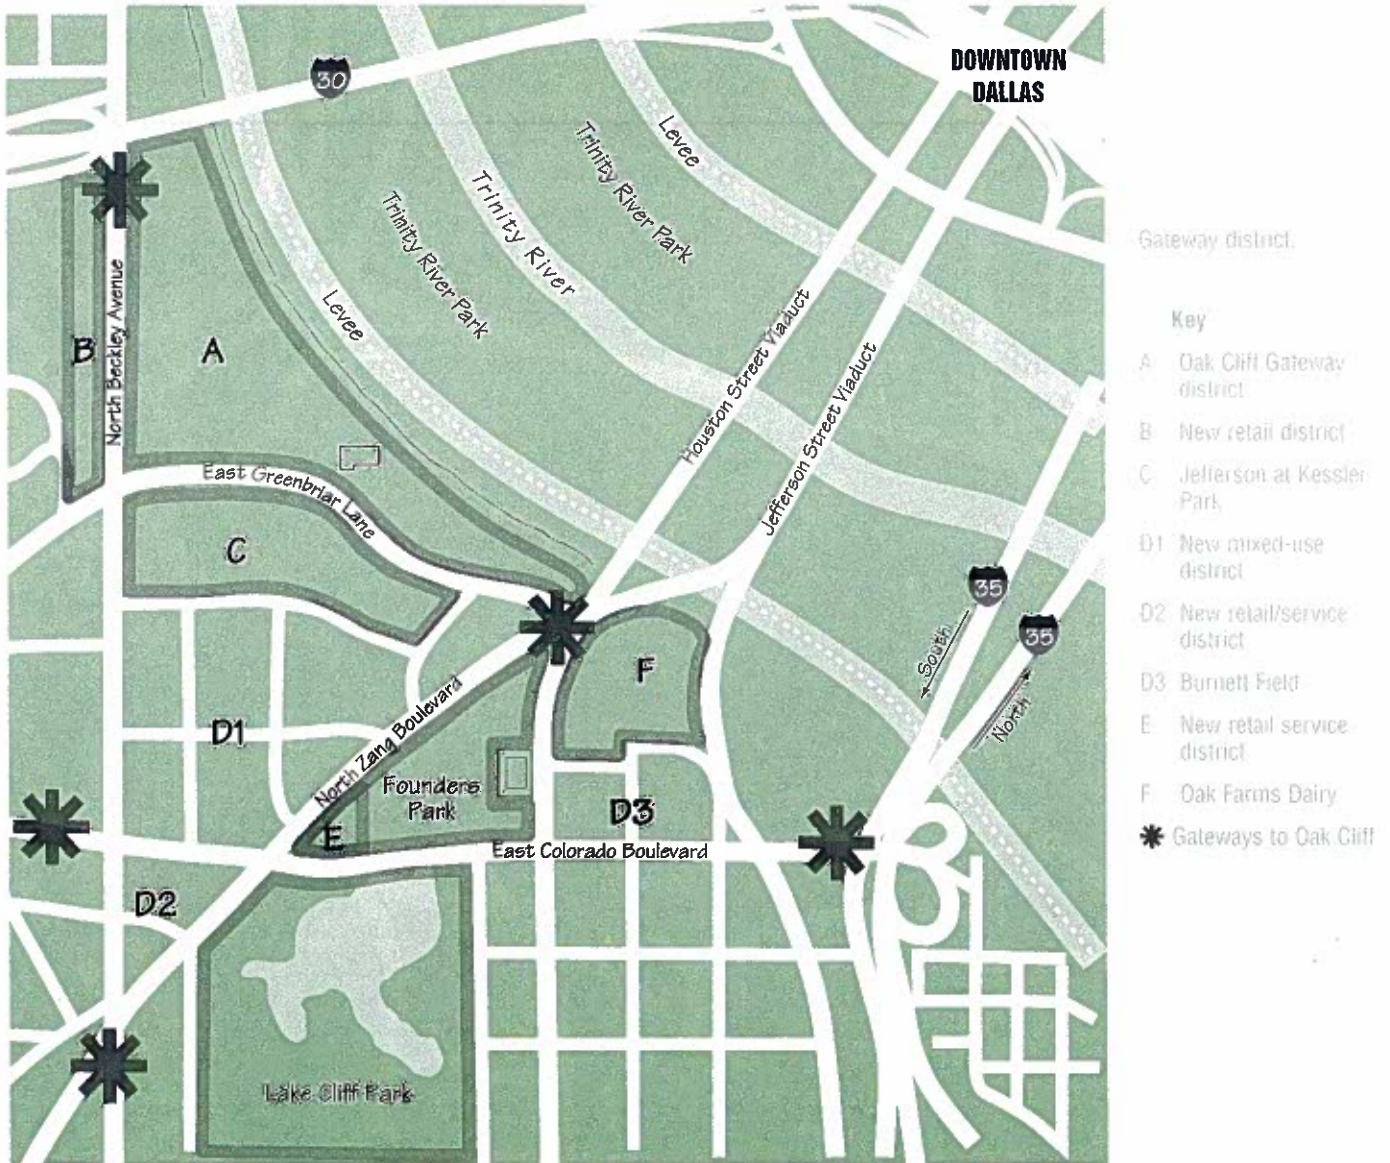 DOWNTOWN
DALLAS
30
Levee
Trinity River Park
Trinity River
Trinity River Park
Levee
North Beckley Avenue
B
A
Houston Street Viaduct
Jefferson Street Viaduct
East Greenbriar Lane
C
35
35
South
North
F
D1
North Zang Boulevard
Founders
Park
D3
E
East Colorado Boulevard
D2
Lake Cliff Park
Gateway district.
Key
A Oak Cliff Gateway
district
B New retail district
C Jefferson at Kessler
Park
D1 New mixed-use
district
D2 New retail/service
district
D3 Burnett Field
E New retail service
district
F Oak Farms Dairy
Gateways to Oak Cliff